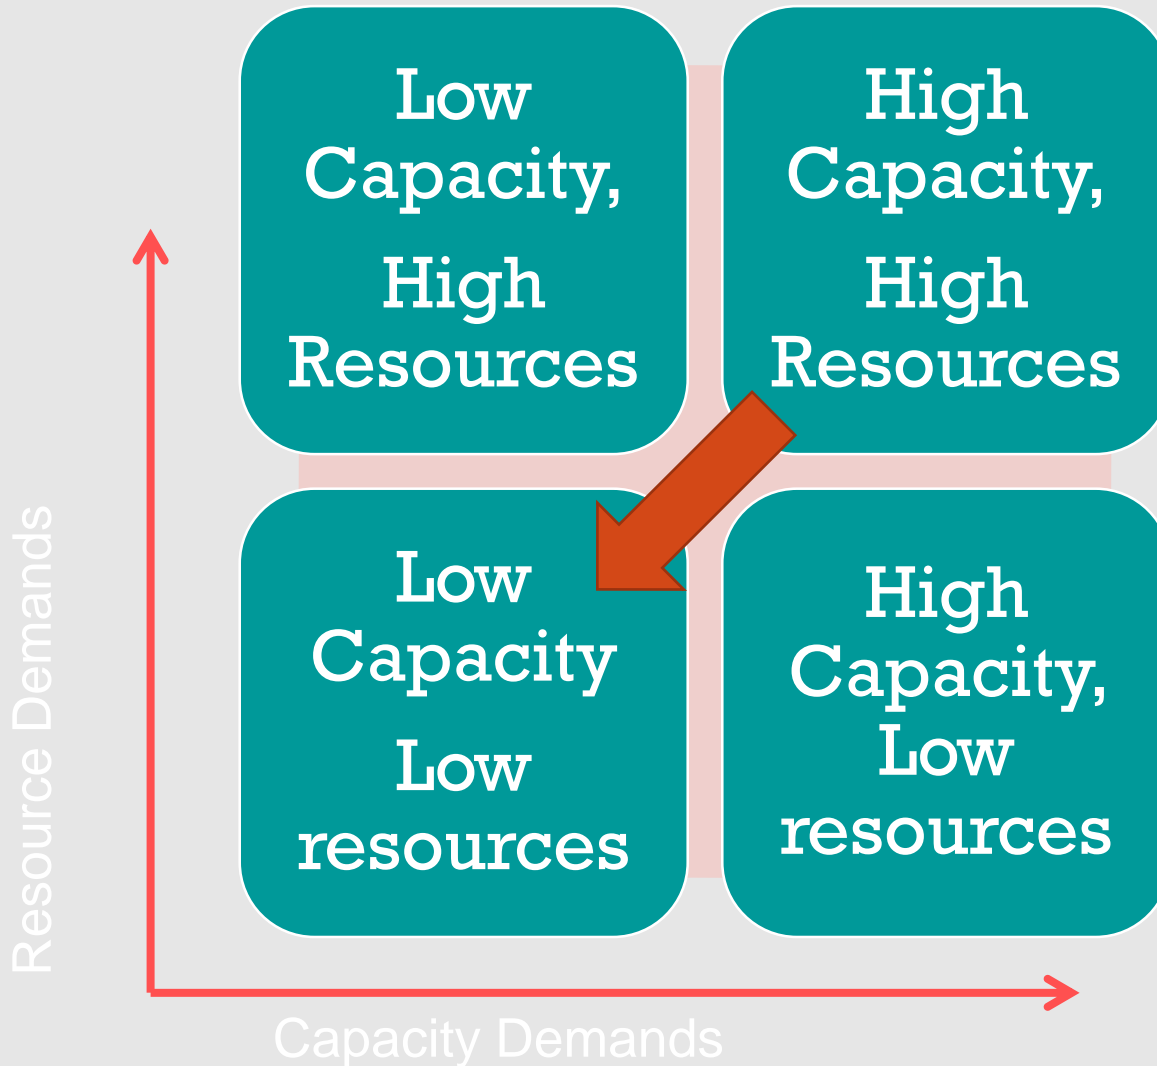 Low
Capacity,
High
Resources
High
Capacity,
High
Resources
Low
Capacity
Low
resources
High
Capacity,
Low
resources
Resource Demands
Capacity Demands